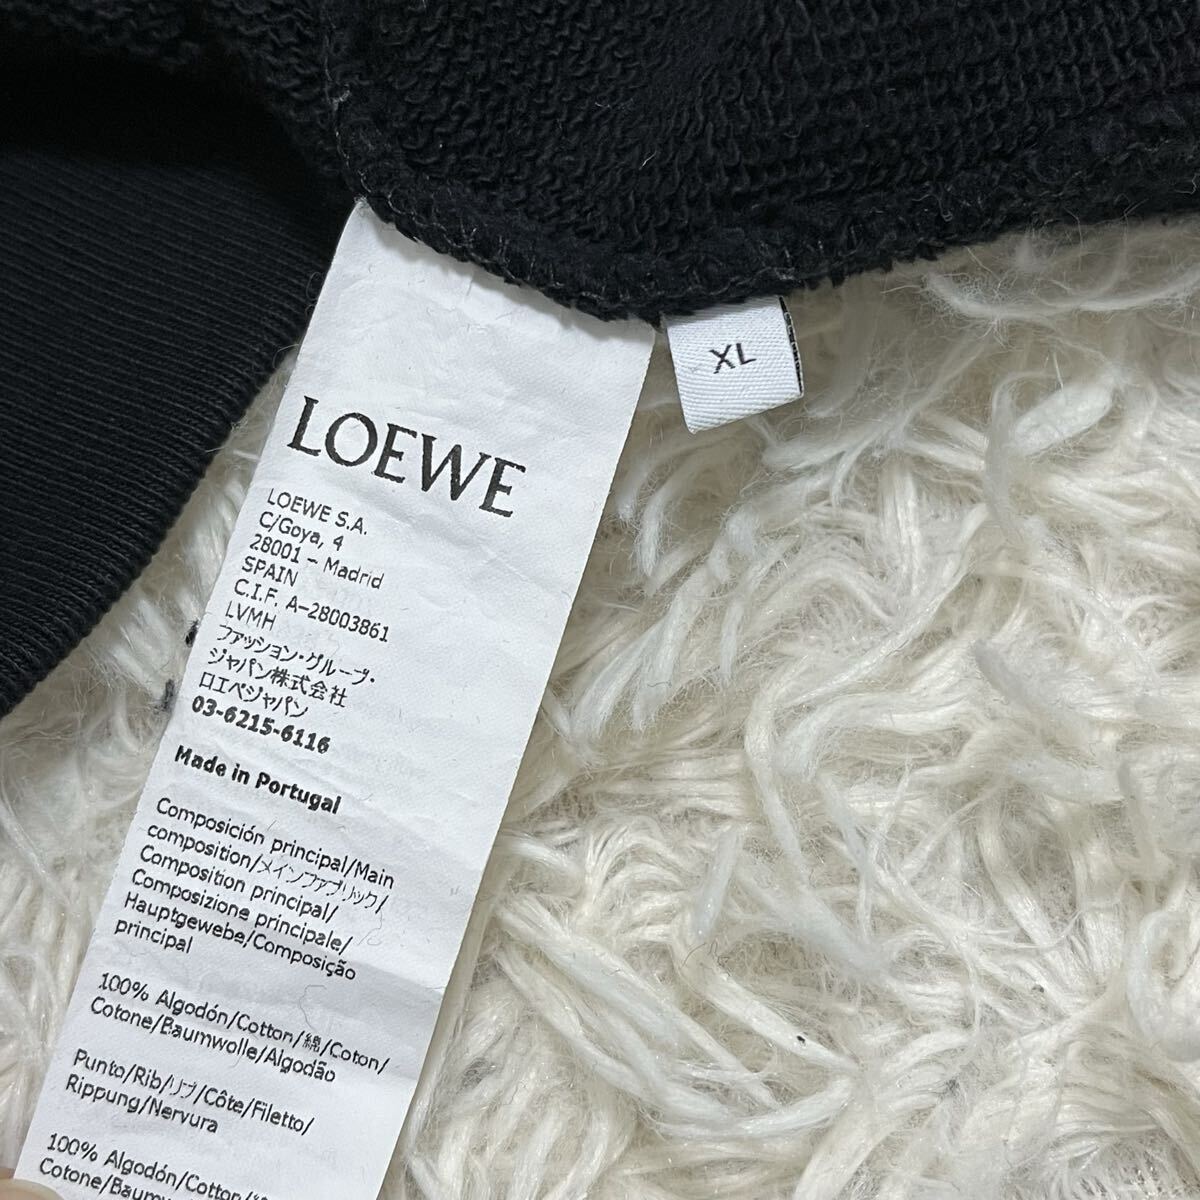 XL
LOEWE
LOEWE S.A.
C/Goya, 4
28001 - Madrid
SPAIN
C.I.F. A-28003861
LVMH
ファッション・グループ・
ジャパン株式会社
ロエベジャパン
03-6215-6116
Made in Portugal
Composición principal/Main
composition/メインファブリック/
Composition principal/
Composizione principale/
Hauptgewebe/Composição
principal
100% Algodón/Cotton/綿/Coton/
Cotone/Baumwolle/Algodão
Punto/Rib/リブ/Côte/Filetto/
Rippung/Nervura
100% Algodón/Cotton/綿/
Cotone/